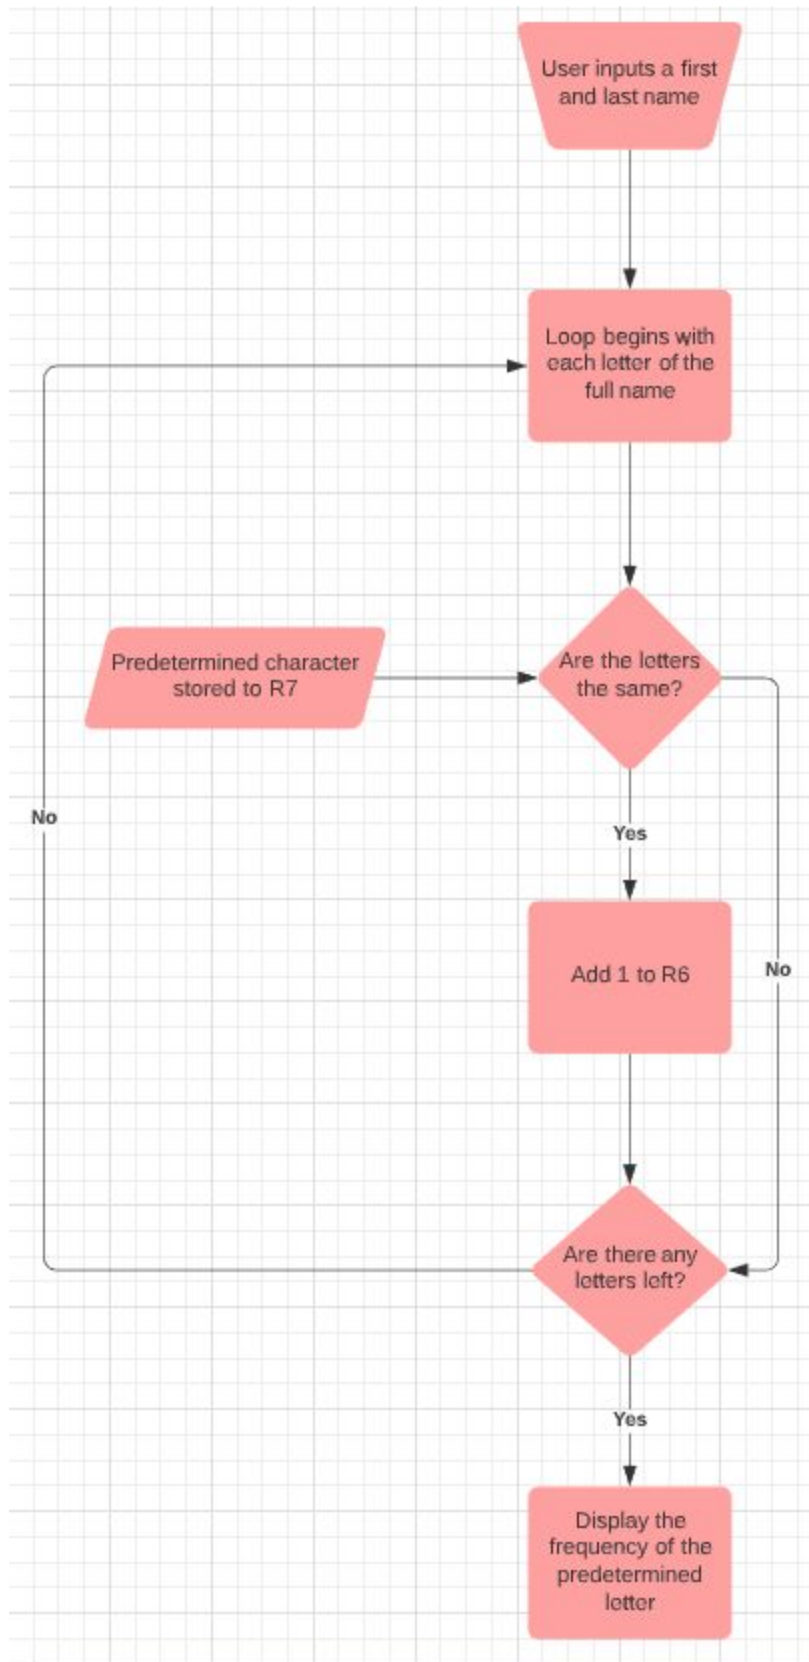 User inputs a first
and last name
Loop begins with
each letter of the
full name
Predetermined character
stored to R7
Are the letters
the same?
No
Yes
Add 1 to R6
No
Are there any
letters left?
Yes
Display the
frequency of the
predetermined
letter